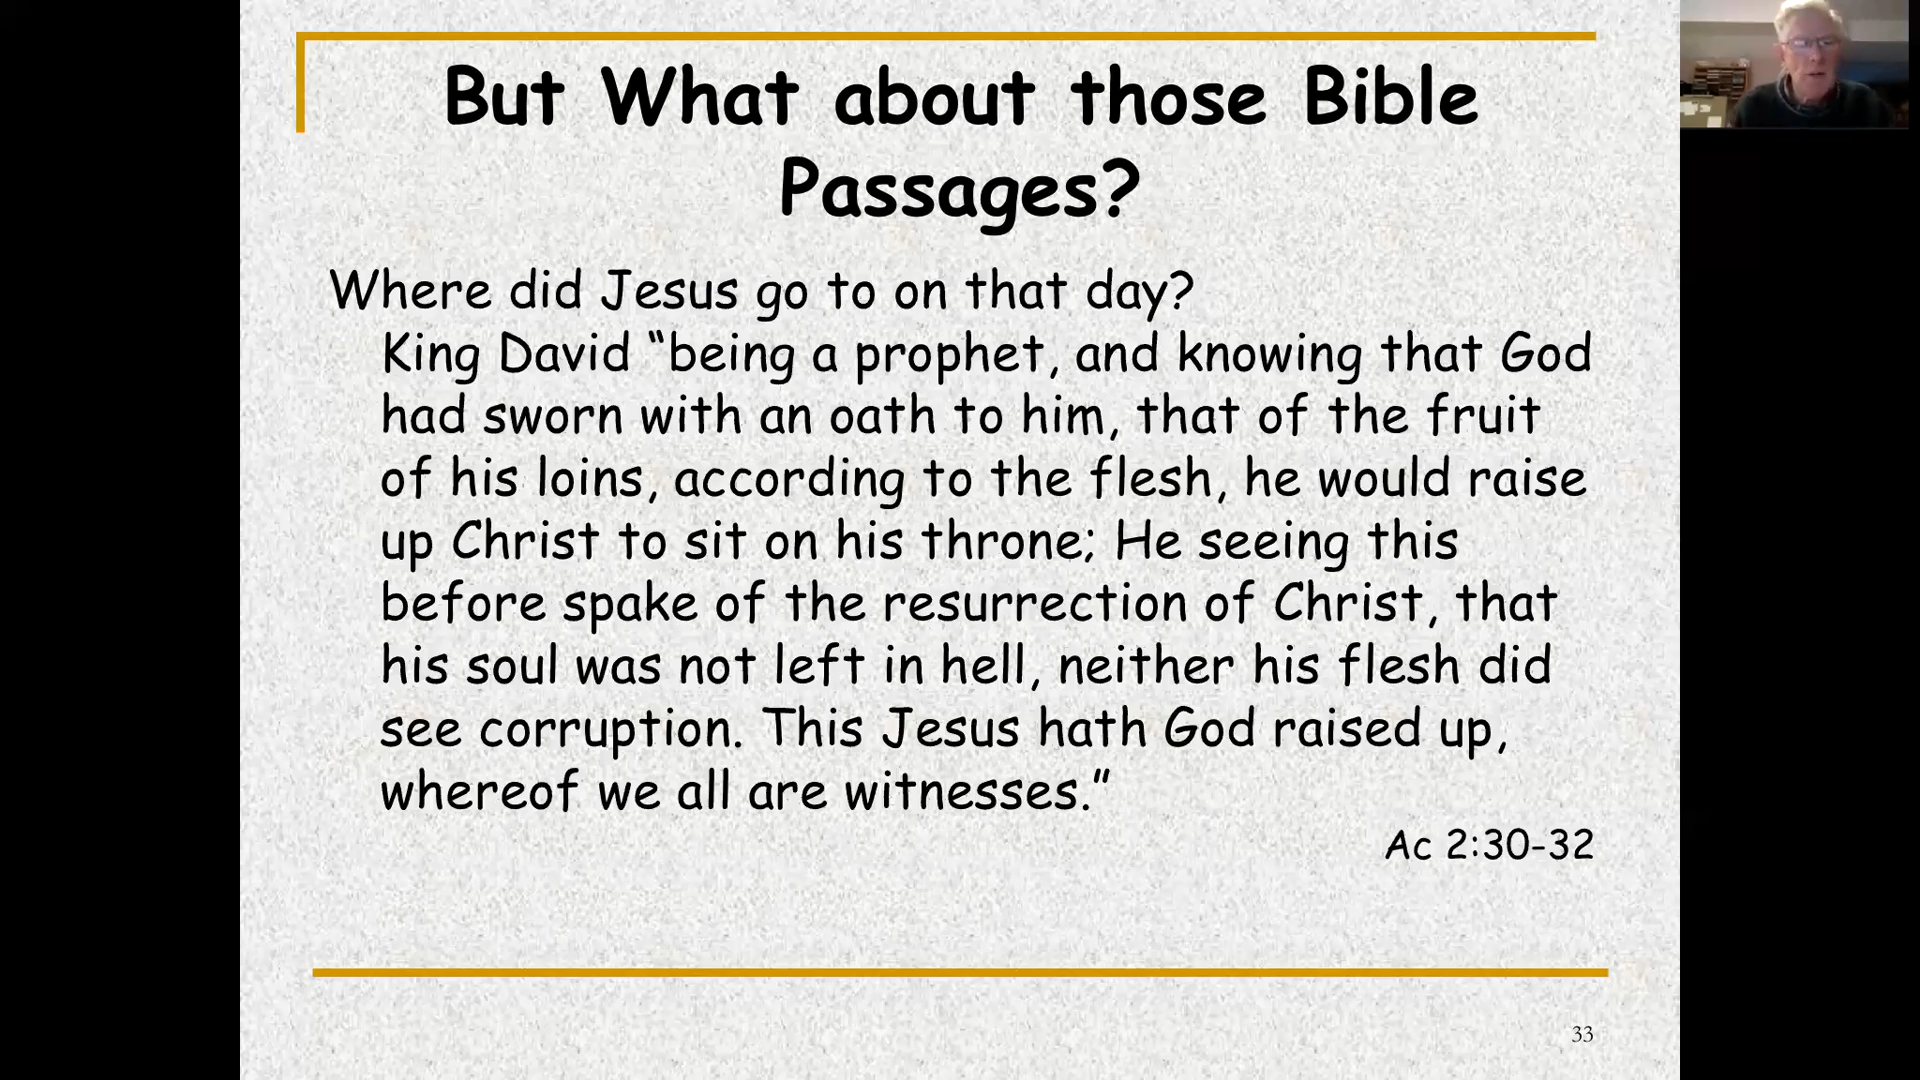 But What about those Bible
Passages?
Where did Jesus go to on that day?
King David “being a prophet, and knowing that God
had sworn with an oath to him, that of the fruit
of his loins, according to the flesh, he would raise
up Christ to sit on his throne; He seeing this
before spake of the resurrection of Christ, that
his soul was not left in hell, neither his flesh did
see corruption. This Jesus hath God raised up,
whereof we all are witnesses.”
Ac 2:30-32
33